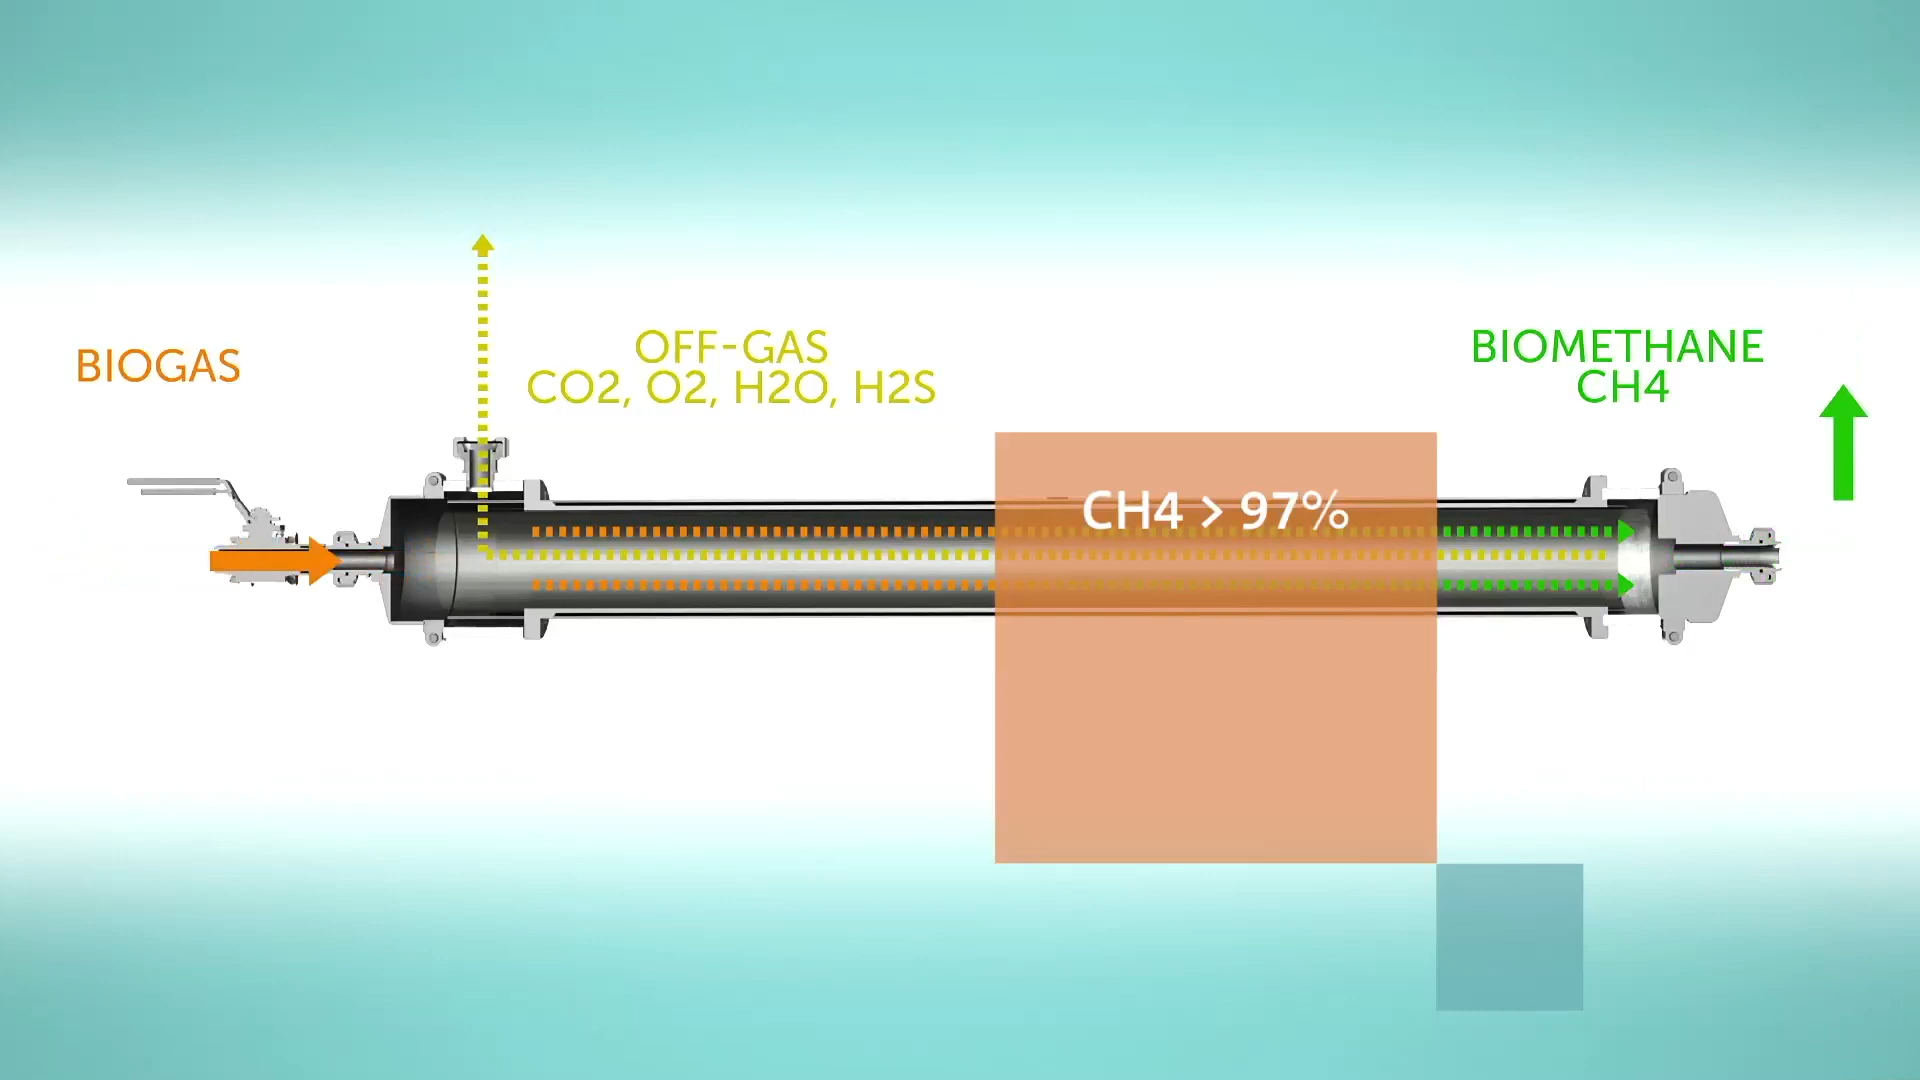 BIOGAS
OFF-GAS
CO2, O2, H2O, H2S
BIOMETHANE
CH4
CH4 > 97%